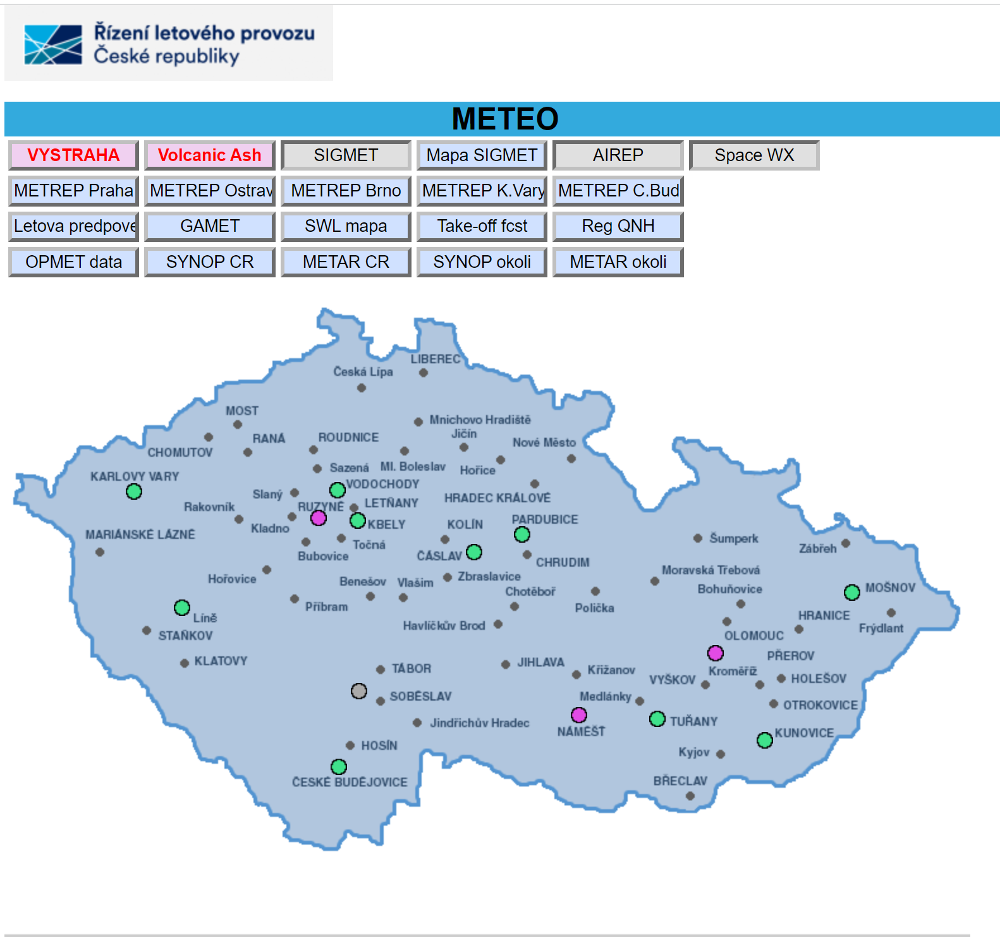 Řízení letového provozu
České republiky
METEO
VYSTRAHA
Volcanic Ash
SIGMET
Mapa SIGMET
AIREP
Space WX
METREP Praha
METREP Ostrav
METREP Brno
METREP K.Vary
METREP C.Bud
Letova predpove
GAMET
SWL mapa
Take-off fcst
Reg QNH
OPMET data
SYNOP CR
METAR CR
SYNOP okoli
METAR okoli
LIBEREC
Česká Lípa
MOST
Mnichovo Hradiště
Jičín
RANÁ
ROUDNICE
Nové Město
CHOMUTOV
Sazená
Ml. Boleslav
Hořice
KARLOVY VARY
VODOCHODY
Slaný
HRADEC KRÁLOVÉ
LETŇANY
Rakovník
RUZYNĚ
PARDUBICE
KBELY
KOLÍN
Kladno
MARIÁNSKÉ LÁZNĚ
Šumperk
Točná
Zábřeh
Bubovice
ČÁSLAV
CHRUDIM
Moravská Třebová
Hořovice
Benešov
Vlašim
Zbraslavice
MOŠNOV
Bohuňovice
Chotěboř
Příbram
Polička
HRANICE
Líně
Havlíčkův Brod
Frýdlant
STAŇKOV
OLOMOUC
PŘEROV
KLATOVY
JIHLAVA
TÁBOR
Křižanov
Kroměříž
VYŠKOV
HOLEŠOV
SOBĚSLAV
Medlánky
OTROKOVICE
Jindřichův Hradec
TUŘANY
NÁMĚŠŤ
KUNOVICE
HOSÍN
Kyjov
ČESKÉ BUDĚJOVICE
BŘECLAV